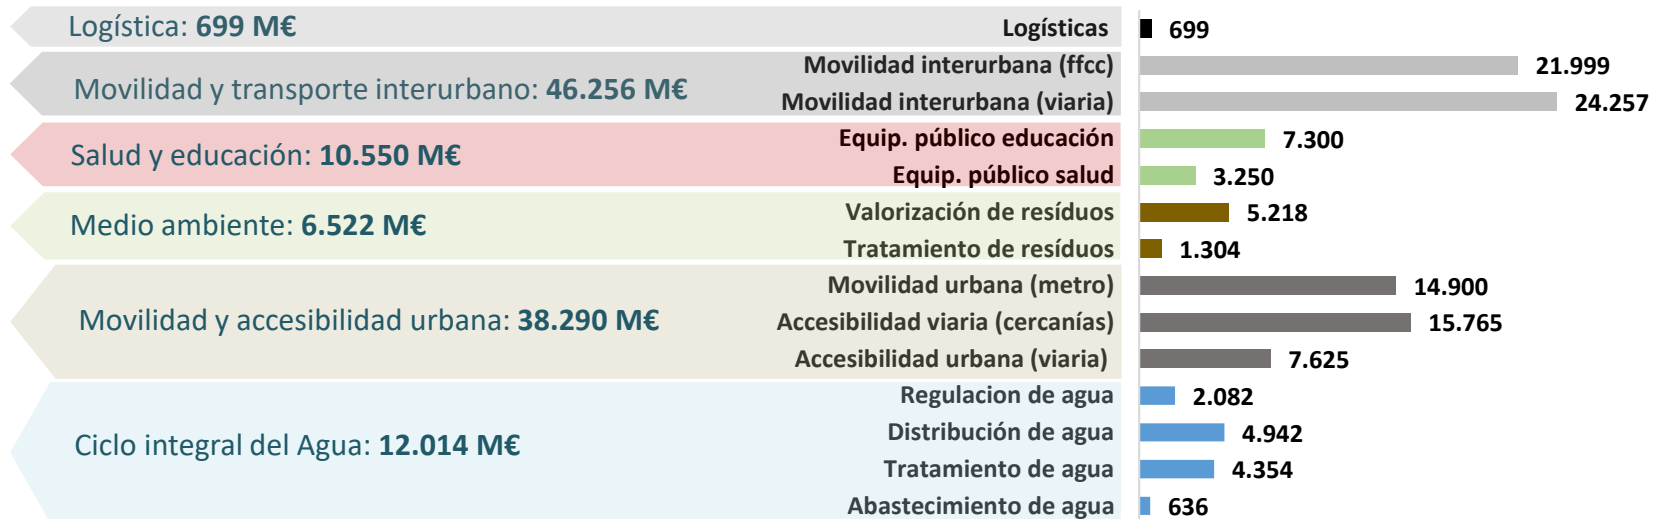 Logística: 699 M€
Logísticas 699
Movilidad y transporte interurbano: 46.256 M€
Movilidad interurbana (ffcc) 21.999
Movilidad interurbana (viaria) 24.257
Salud y educación: 10.550 M€
Equip. público educación 7.300
Equip. público salud 3.250
Medio ambiente: 6.522 M€
Valorización de resíduos 5.218
Tratamiento de resíduos 1.304
Movilidad y accesibilidad urbana: 38.290 M€
Movilidad urbana (metro) 14.900
Accesibilidad viaria (cercanías) 15.765
Accesibilidad urbana (viaria) 7.625
Ciclo integral del Agua: 12.014 M€
Regulacion de agua 2.082
Distribución de agua 4.942
Tratamiento de agua 4.354
Abastecimiento de agua 636